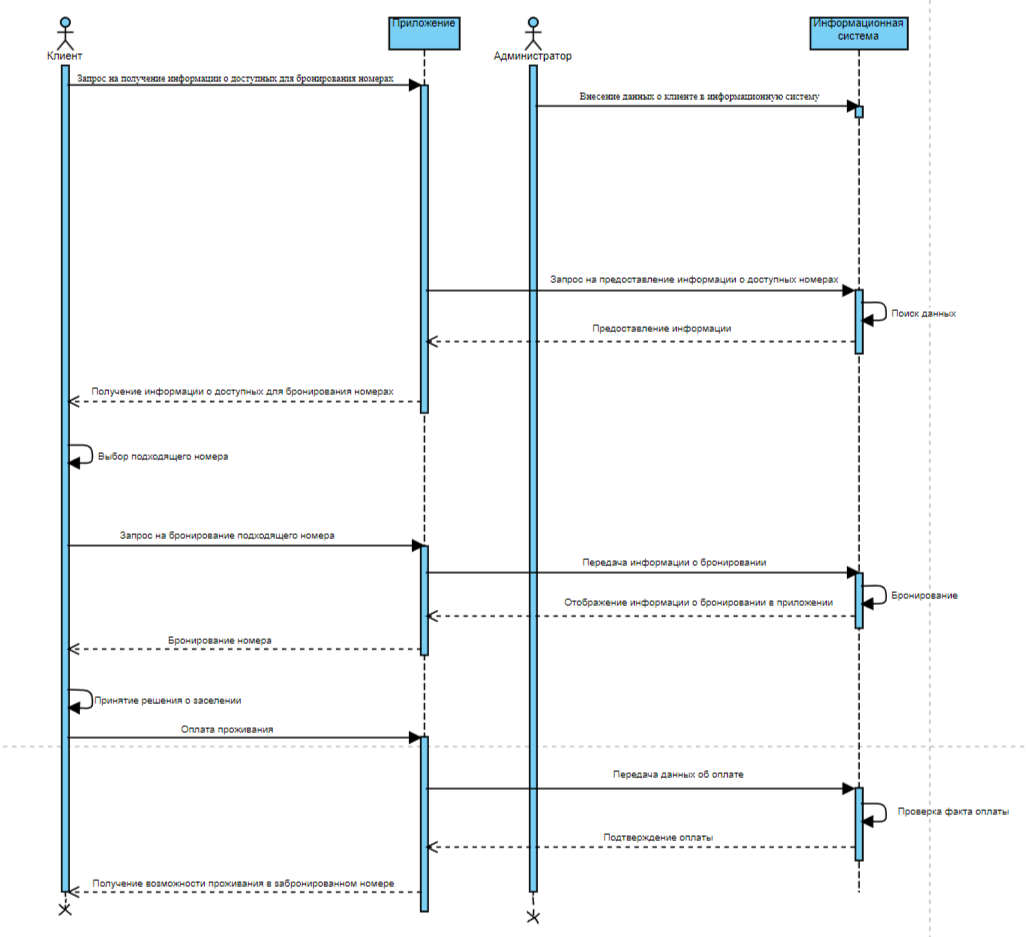 Приложение
Информационная
система
Клиент
Администратор
Запрос на получение информации о доступных для бронирования номерах
Внесение данных о клиенте в информационную систему
Запрос на предоставление информации о доступных номерах
Поиск данных
Предоставление информации
Получение информации о доступных для бронирования номерах
Выбор подходящего номера
Запрос на бронирование подходящего номера
Передача информации о бронировании
Бронирование
Отображение информации о бронировании в приложении
Бронирование номера
Принятие решения о заселении
Оплата проживания
Передача данных об оплате
Проверка факта оплаты
Подтверждение оплаты
Получение возможности проживания в забронированном номере